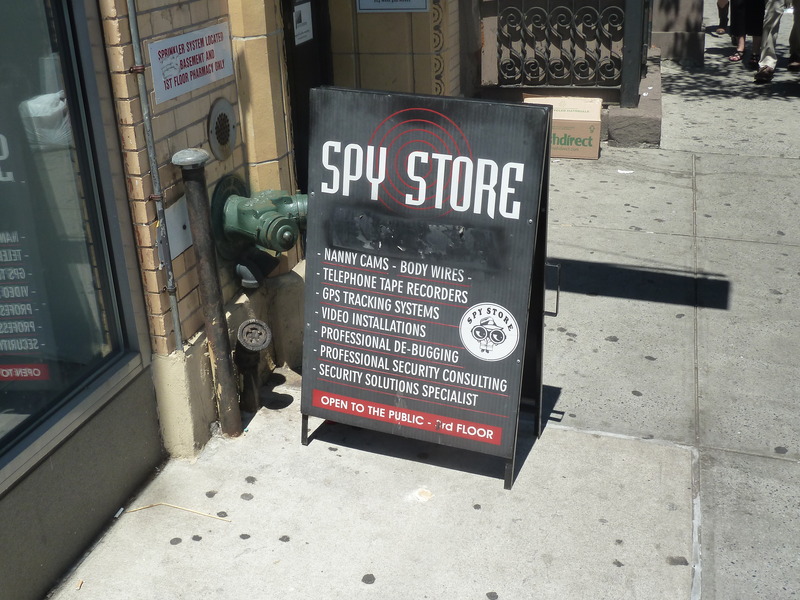 SPRINKLER SYSTEM LOCATED
BASEMENT AND
1ST FLOOR PHARMACY ONLY
SPY STORE
- NANNY CAMS - BODY WIRES -
- TELEPHONE TAPE RECORDERS
- GPS TRACKING SYSTEMS
- VIDEO INSTALLATIONS
- PROFESSIONAL DE-BUGGING
- PROFESSIONAL SECURITY CONSULTING
- SECURITY SOLUTIONS SPECIALIST
SPY STORE
OPEN TO THE PUBLIC - 3rd FLOOR
hdirect